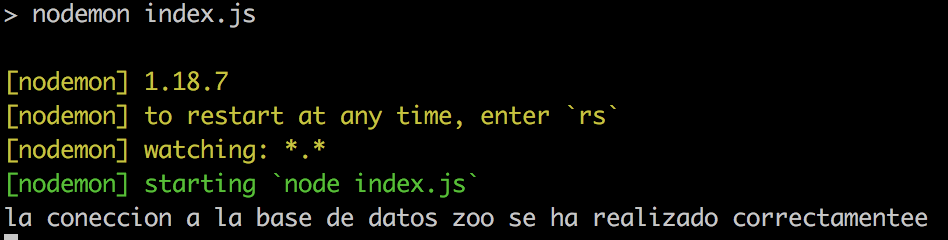 > nodemon index.js
[nodemon] 1.18.7
[nodemon] to restart at any time, enter `rs`
[nodemon] watching: *.*
[nodemon] starting `node index.js`
la coneccion a la base de datos zoo se ha realizado correctamentee